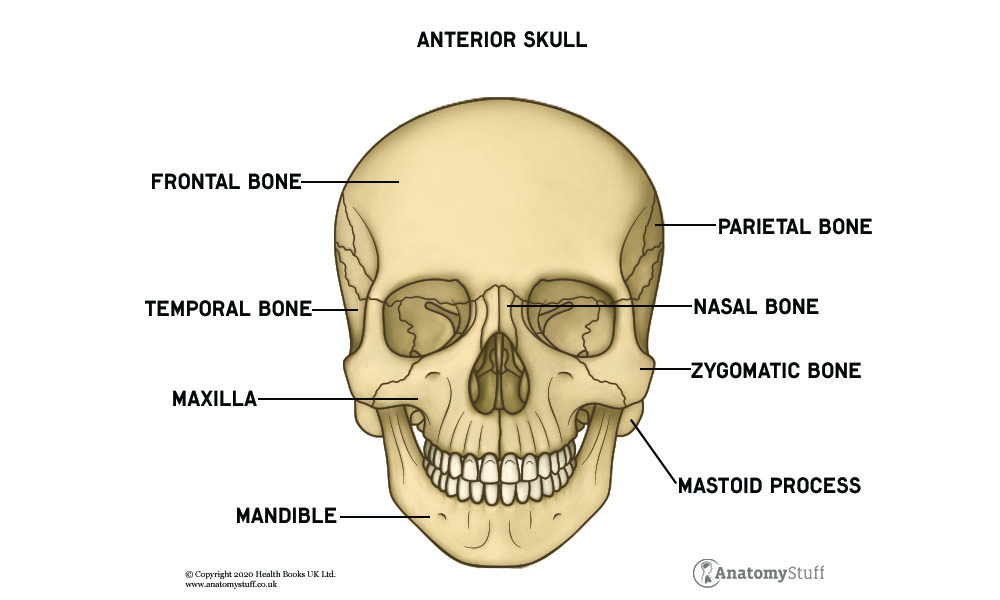 ANTERIOR SKULL
FRONTAL BONE
PARIETAL BONE
TEMPORAL BONE
NASAL BONE
ZYGOMATIC BONE
MAXILLA
MASTOID PROCESS
MANDIBLE
© Copyright 2020 Health Books UK Ltd.
www.anatomystuff.co.uk
AnatomyStuff